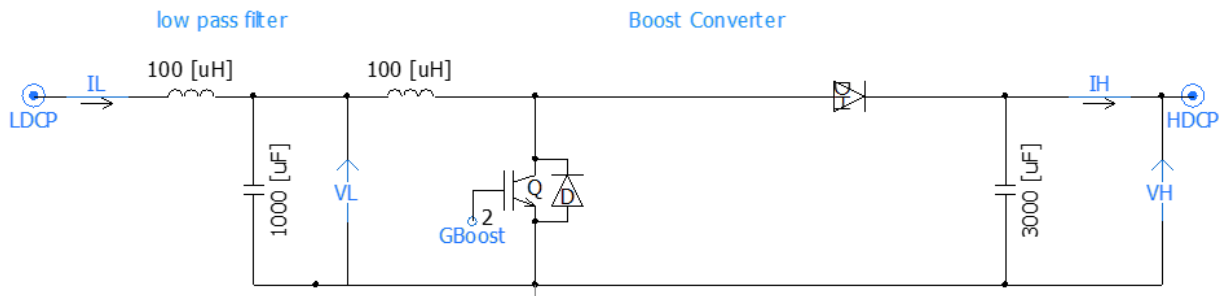 low pass filter
Boost Converter
100 [uH]
100 [uH]
IL
IH
LDCP
HDCP
D
1000 [uF]
VL
Q
D
2
GBoost
3000 [uF]
VH